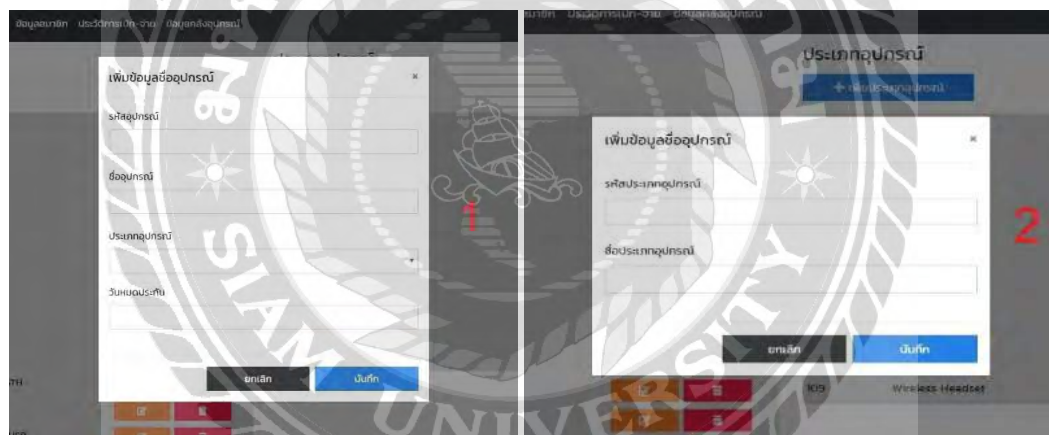 ข้อมูลสมาชิก ประวัติการเบิก-จ่าย ข้อมูลคลังอุปกรณ์
เพิ่มข้อมูลชื่ออุปกรณ์ ×
รหัสอุปกรณ์
ชื่ออุปกรณ์
ประเภทอุปกรณ์
วันหมดประกัน
ยกเลิก บันทึก
1
ประวัติการเบิก-จ่าย ข้อมูลคลังอุปกรณ์
ประเภทอุปกรณ์
+ เพิ่มประเภทอุปกรณ์
เพิ่มข้อมูลชื่ออุปกรณ์ ×
รหัสประเภทอุปกรณ์
ชื่อประเภทอุปกรณ์
ยกเลิก บันทึก
109 Wireless Headset
2
SIAM UNIVERSITY